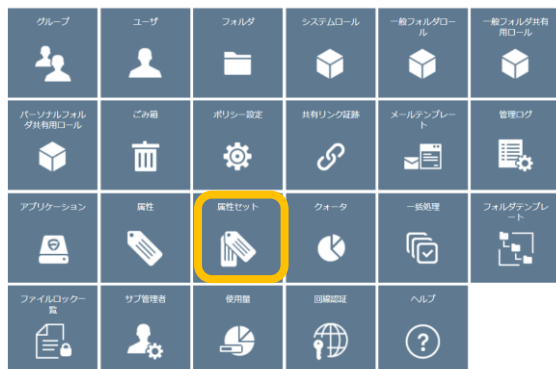 グループ
ユーザ
フォルダ
システムロール
一般フォルダロー
ル
一般フォルダ共有
用ロール
パーソナルフォル
ダ共有用ロール
ごみ箱
ポリシー設定
共有リンク証跡
メールテンプレー
ト
管理ログ
アプリケーション
属性
属性セット
クォータ
一括処理
フォルダテンプレ
ート
ファイルロック一
覧
サブ管理者
使用量
回線認証
ヘルプ